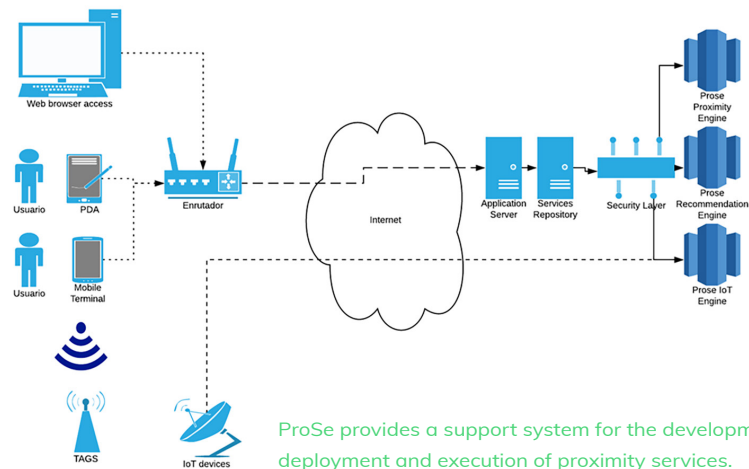 Web browser access
Usuario
PDA
Enrutador
Usuario
Mobile
Terminal
TAGS
IoT devices
Internet
Application
Server
Services
Repository
Security Layer
Prose
Proximity
Engine
Prose
Recommendation
Engine
Prose IoT
Engine
ProSe provides a support system for the
deployment and execution of proximity services.